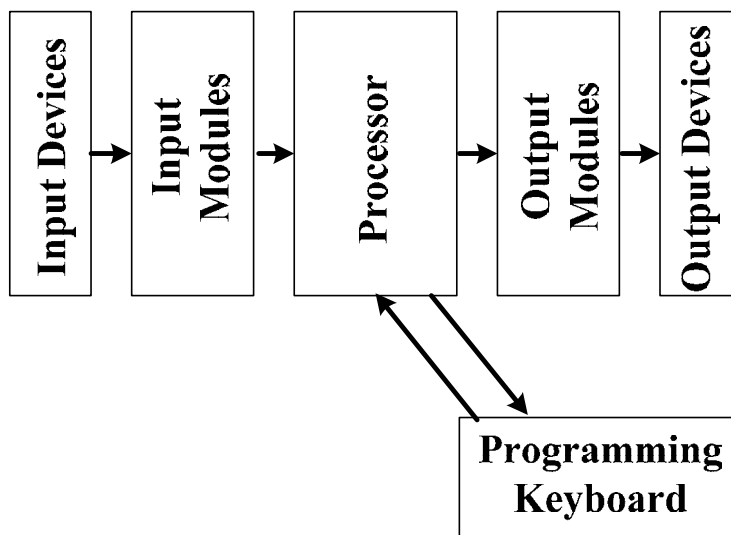 Input Devices
Input
Modules
Processor
Output
Modules
Output Devices
Programming
Keyboard